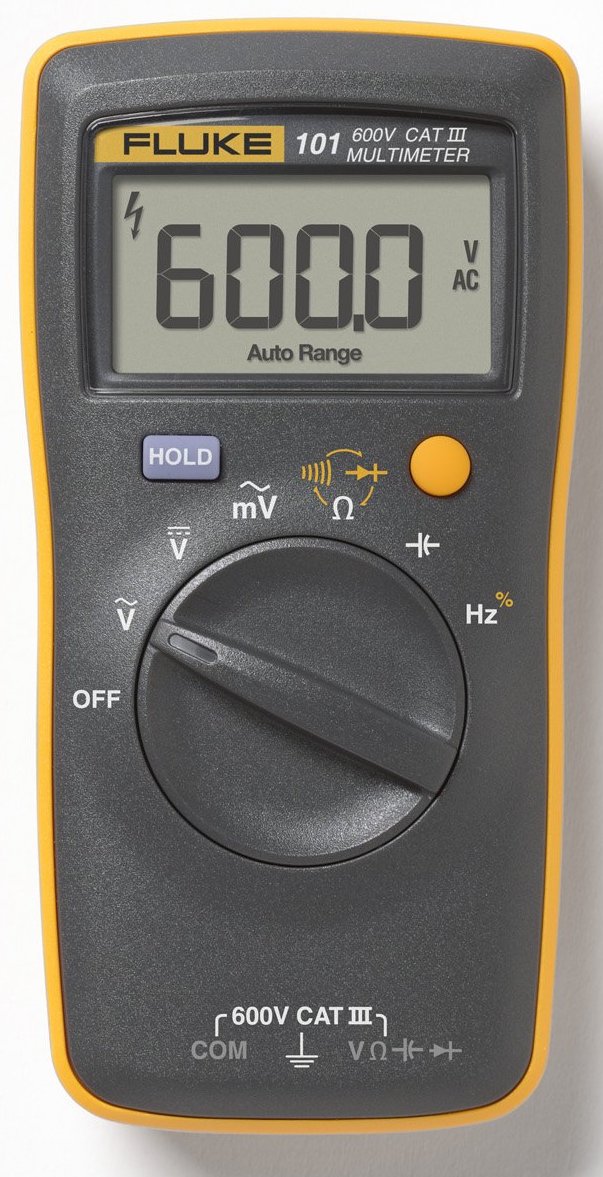 FLUKE 101 600V CAT III
MULTIMETER
600.0 V
AC
Auto Range
HOLD
mV
Ω
V
V
Hz%
OFF
600V CAT III
COM VΩ